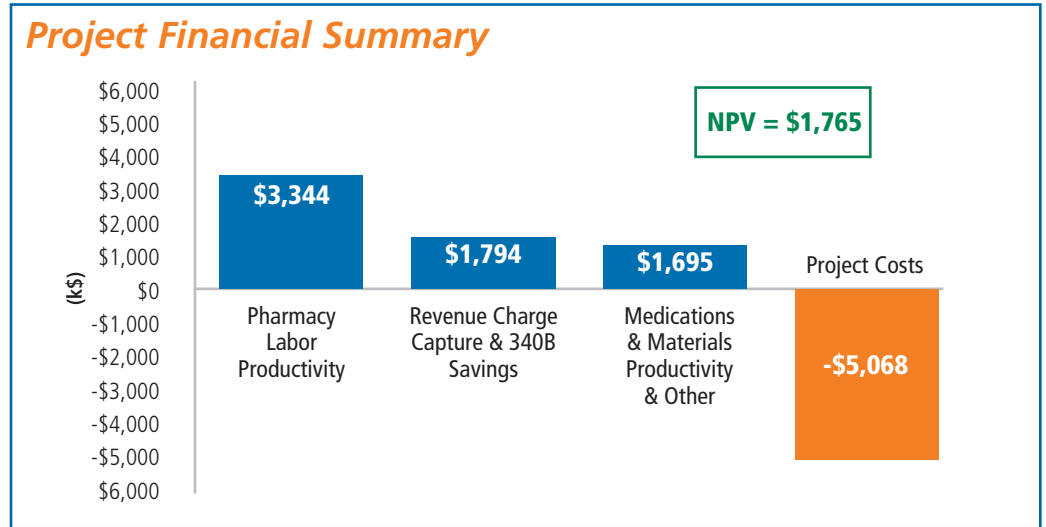 Project Financial Summary
$6,000
$5,000
$4,000
$3,000
$2,000
$1,000
$0
-$1,000
-$2,000
-$3,000
-$4,000
-$5,000
$6,000
(k$)
NPV = $1,765
$3,344
$1,794
$1,695
Project Costs
-$5,068
Pharmacy
Labor
Productivity
Revenue Charge
Capture & 340B
Savings
Medications
& Materials
Productivity
& Other